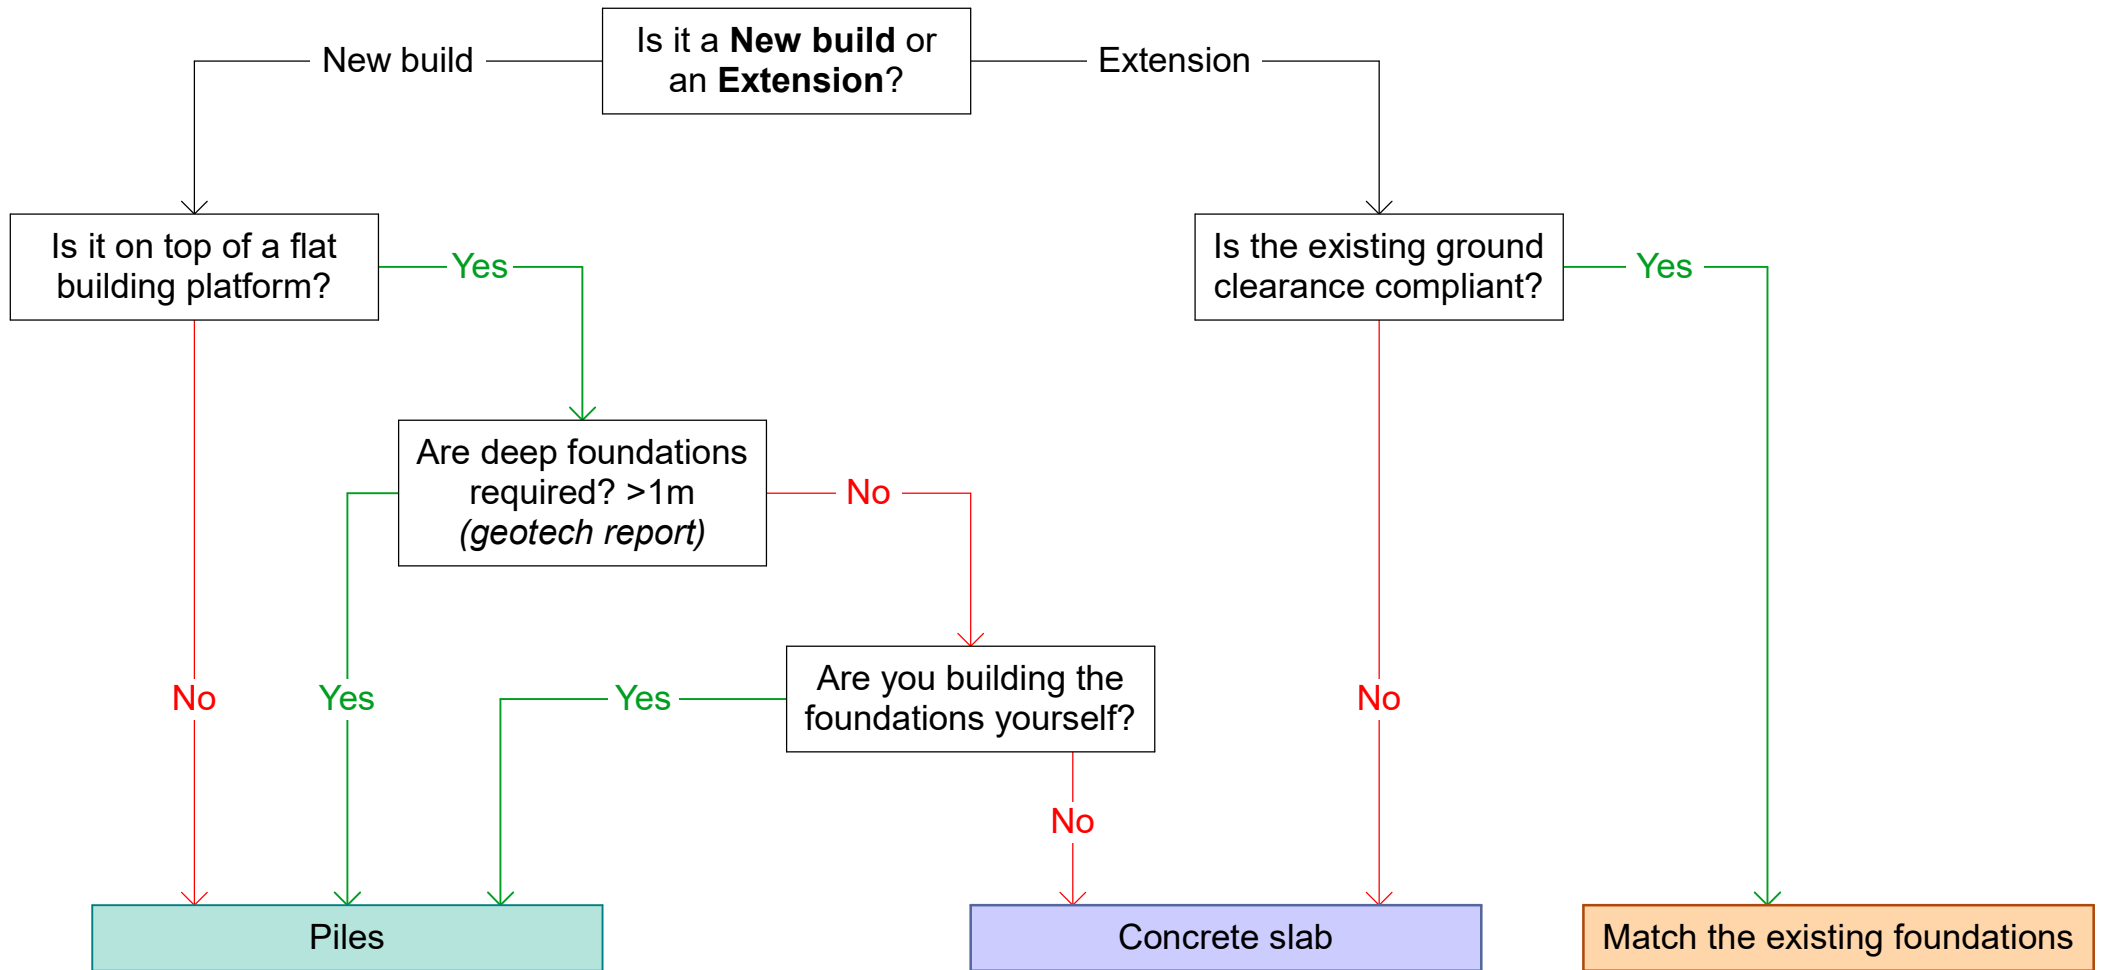 Is it a New build or
an Extension?
New build
Extension
Is it on top of a flat
building platform?
Yes
Is the existing ground
clearance compliant?
Yes
Are deep foundations
required? >1m
(geotech report)
No
Are you building the
foundations yourself?
No
Yes
Yes
No
No
Piles
Concrete slab
Match the existing foundations